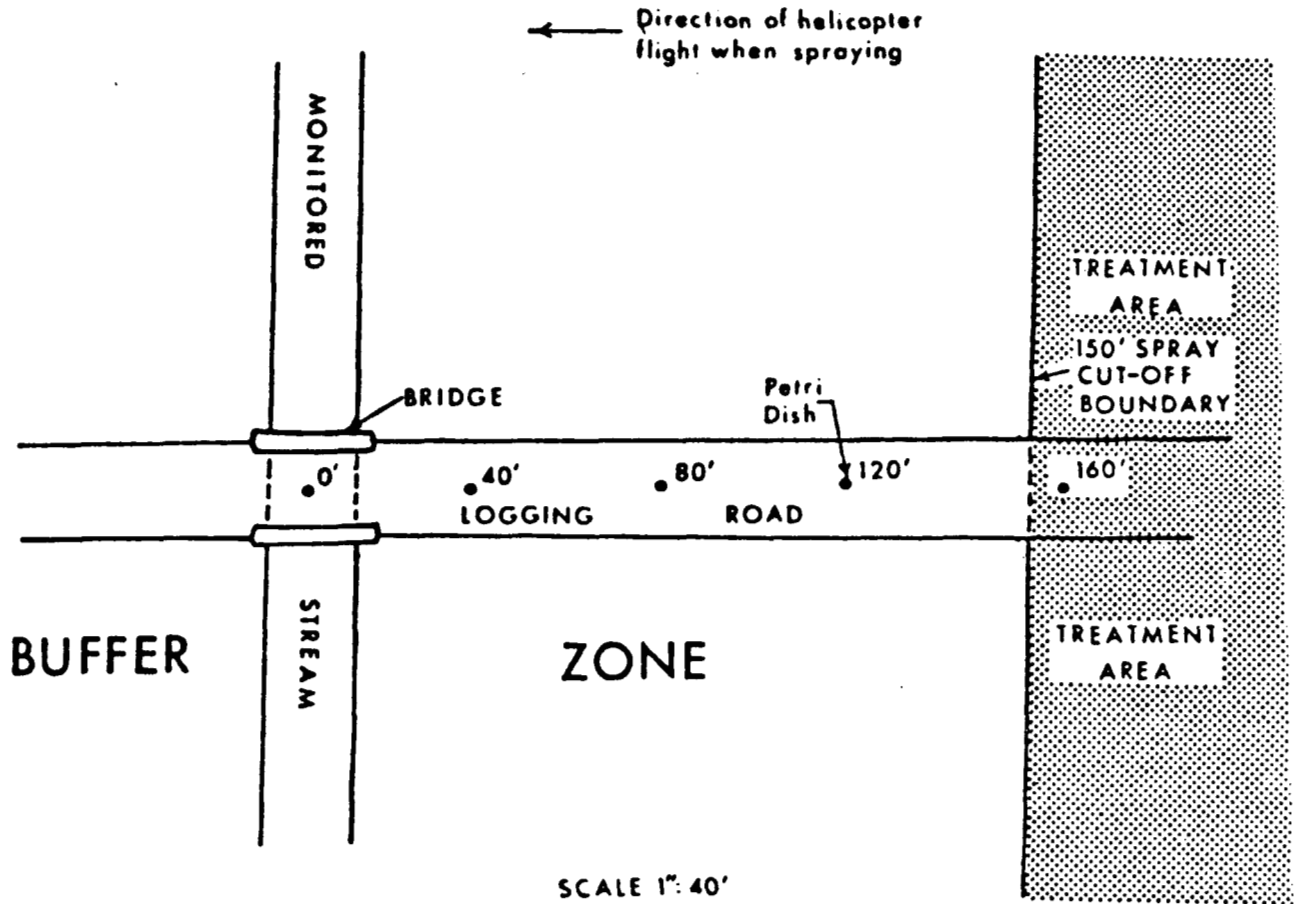 Direction of helicopter
flight when spraying
MONITORED
TREATMENT
AREA
150' SPRAY
CUT-OFF
BOUNDARY
BRIDGE
Petri
Dish
0'
40'
80'
120'
160'
LOGGING ROAD
STREAM
BUFFER ZONE
TREATMENT
AREA
SCALE 1": 40'